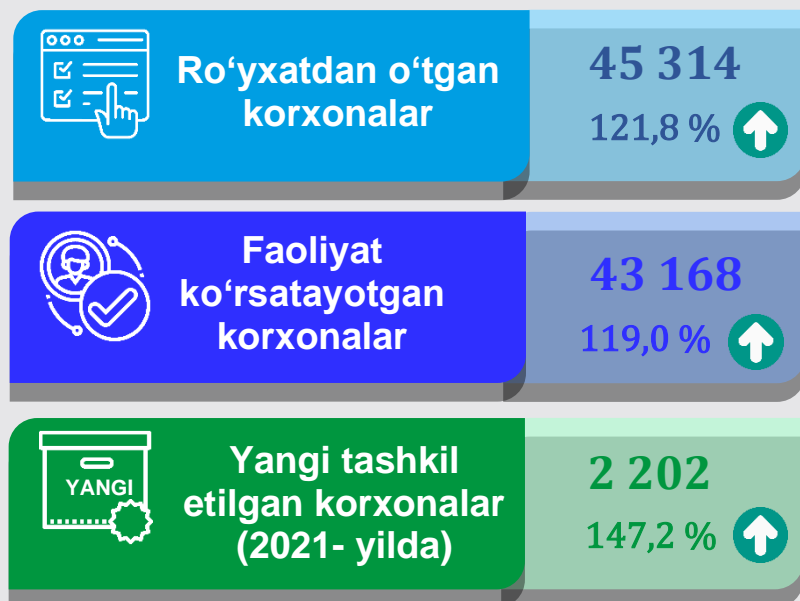 Ro‘yxatdan o‘tgan
korxonalar
45 314
121,8 %
Faoliyat
ko‘rsatayotgan
korxonalar
43 168
119,0 %
YANGI
Yangi tashkil
etilgan korxonalar
(2021- yilda)
2 202
147,2 %